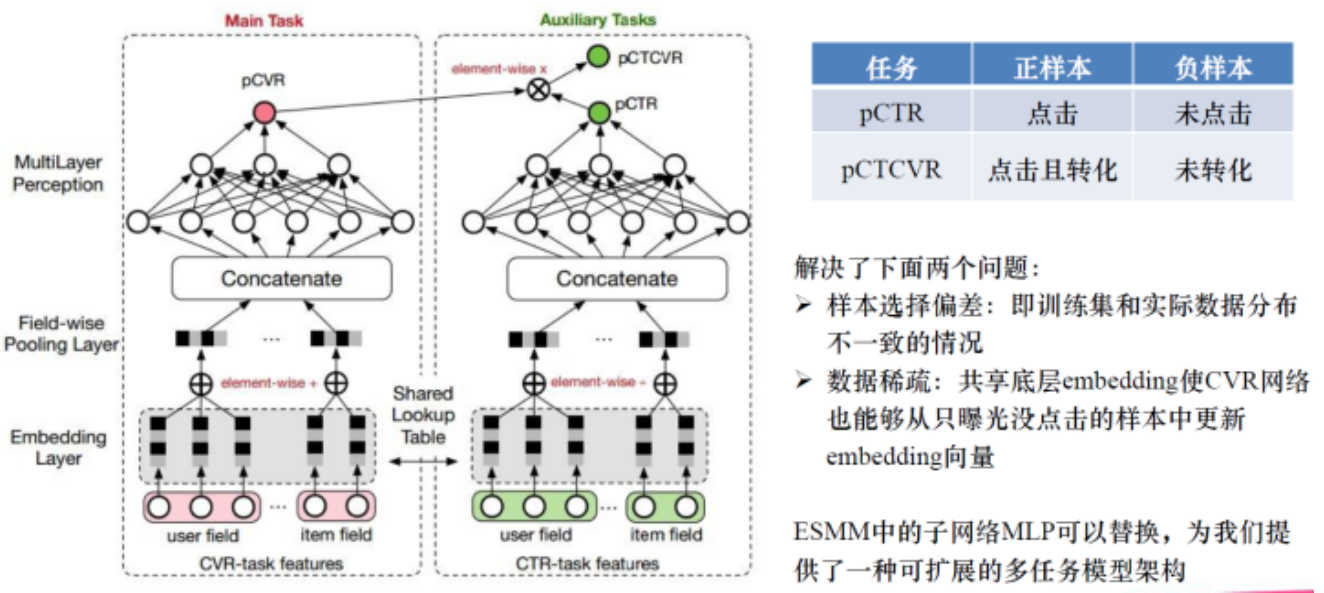 Main Task
Auxiliary Tasks
pCTCVR
element-wise x
pCVR
pCTR
MultiLayer
Perception
Concatenate
Concatenate
Field-wise
Pooling Layer
...
...
...
...
element-wise +
element-wise +
Shared
Lookup
Table
Embedding
Layer
...
...
user field
item field
user field
item field
CVR-task features
CTR-task features
任务 正样本 负样本
pCTR 点击 未点击
pCTCVR 点击且转化 未转化
解决了下面两个问题：
➢ 样本选择偏差：即训练集和实际数据分布
不一致的情况
➢ 数据稀疏：共享底层embedding使CVR网络
也能够从只曝光没点击的样本中更新
embedding向量
ESMM中的子网络MLP可以替换，为我们提
供了一种可扩展的多任务模型架构